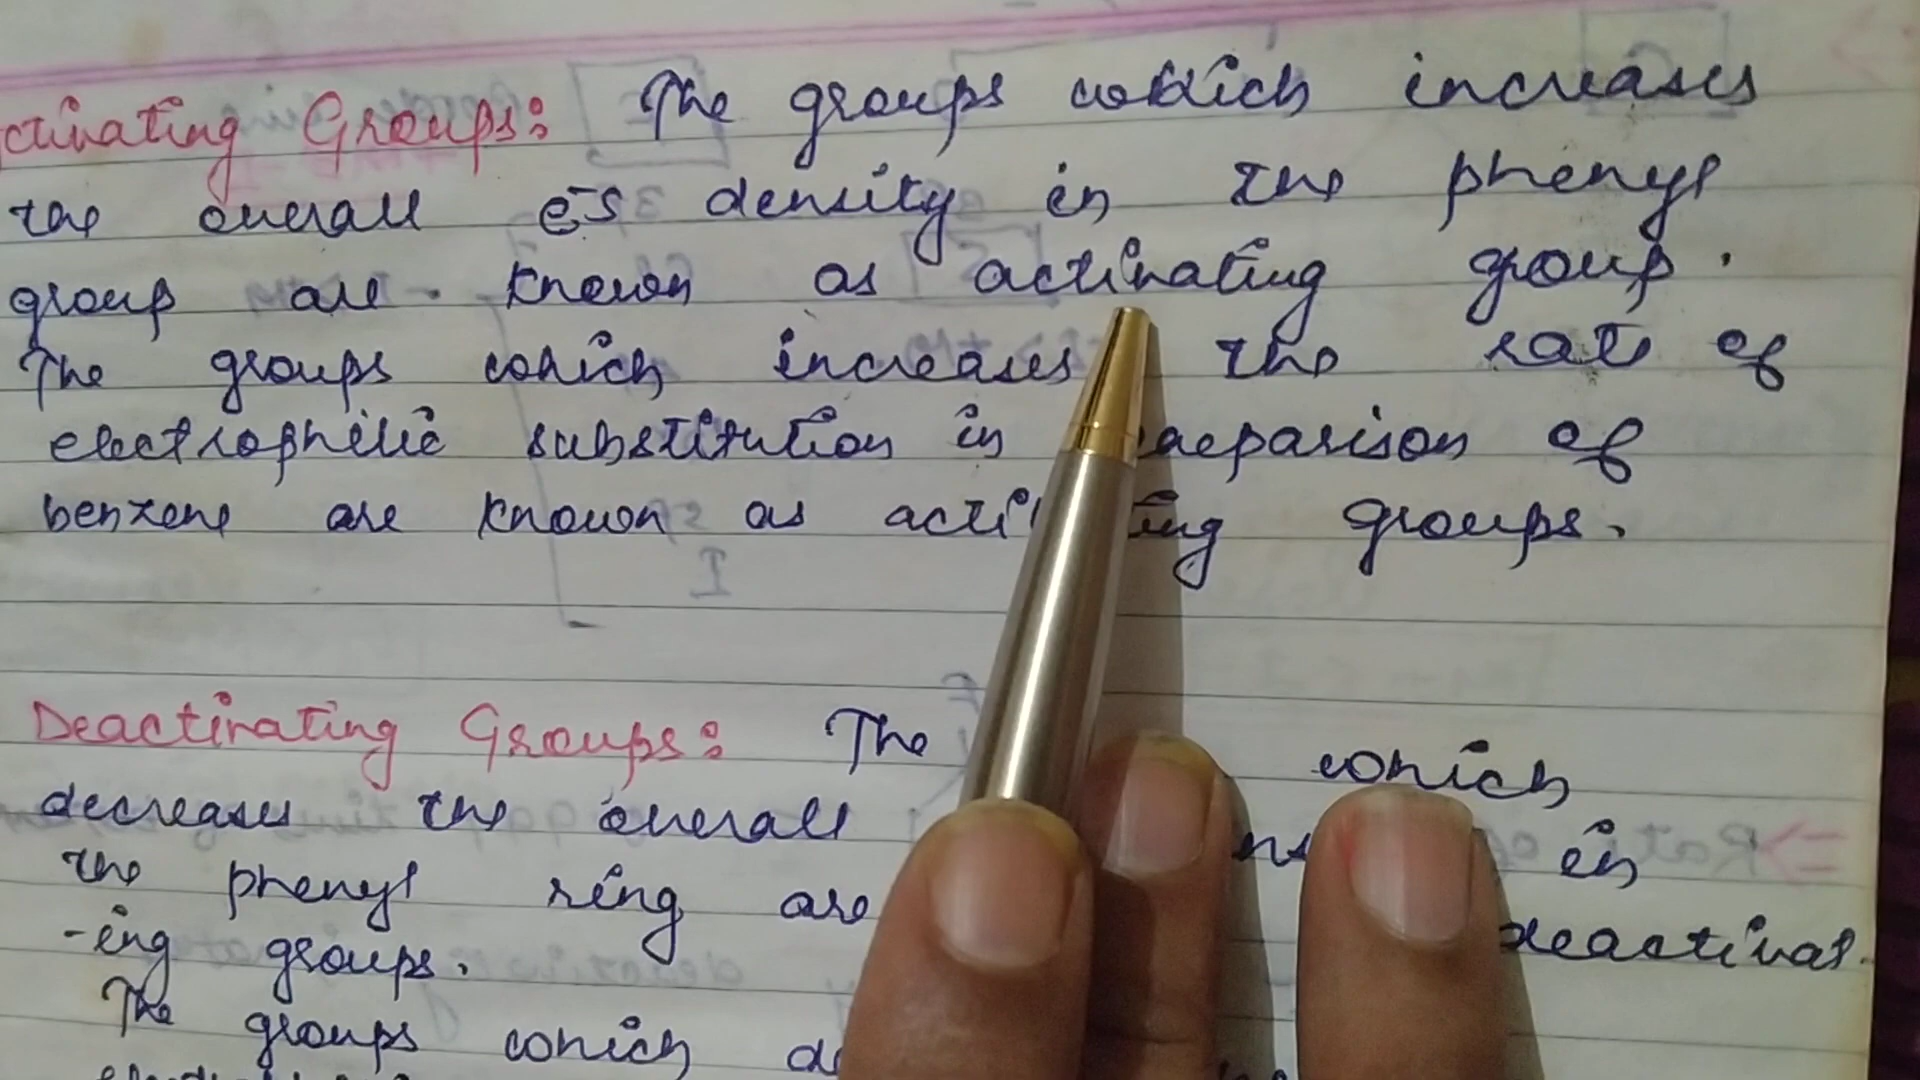 ctivating Groups: The groups which increases
the overall e⁻s density in the phenyl
group are known as activating group.
The groups which increases the rate of
electrophilic substitution in of
benzene are known as groups.
Deactivating Groups: The which
decreases the overall in
the phenyl ring are deactivat-
-ing groups.
The groups which